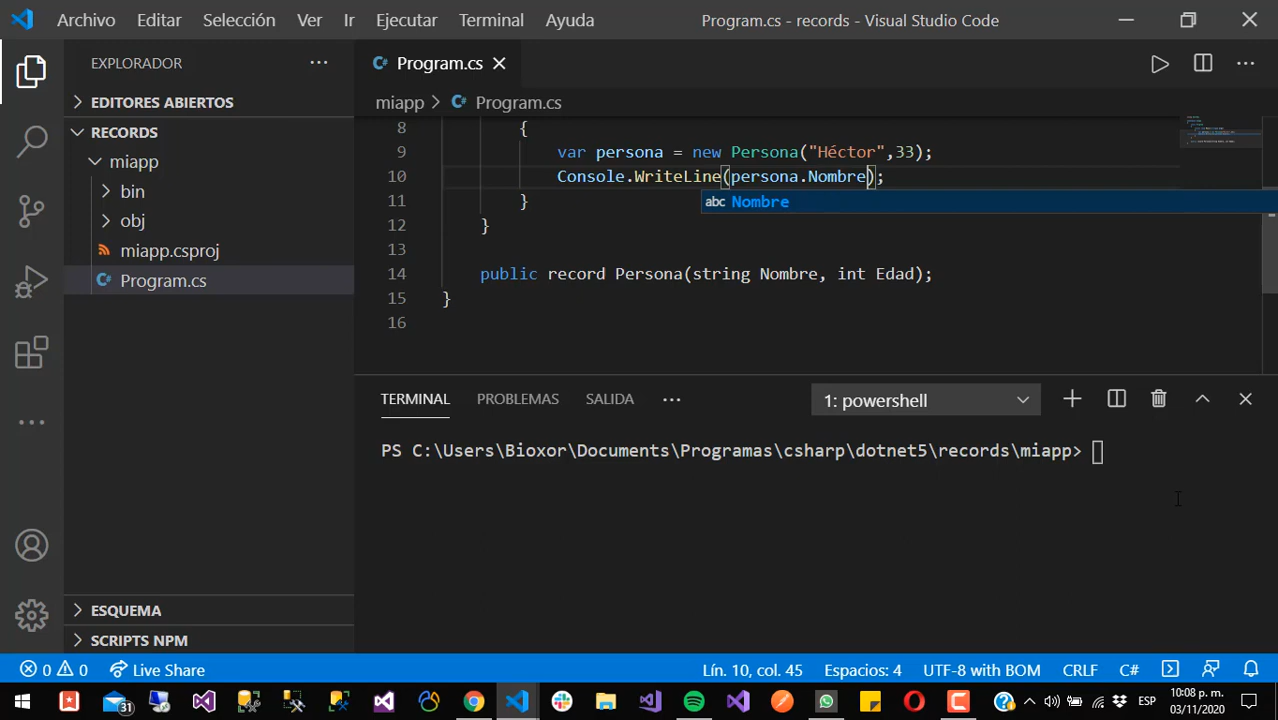 Archivo Editar Selección Ver Ir Ejecutar Terminal Ayuda Program.cs - records - Visual Studio Code
EXPLORADOR ···
EDITORES ABIERTOS
RECORDS
miapp
bin
obj
miapp.csproj
C# Program.cs
ESQUEMA
SCRIPTS NPM
C# Program.cs
miapp > C# Program.cs
8 {
9 var persona = new Persona("Héctor",33);
10 Console.WriteLine(persona.Nombre);
abc Nombre
11 }
12 }
13
14 public record Persona(string Nombre, int Edad);
15 }
16
TERMINAL PROBLEMAS SALIDA ··· 1: powershell
PS C:\Users\Bioxor\Documents\Programas\csharp\dotnet5\records\miapp>
0 0 Live Share Lín. 10, col. 45 Espacios: 4 UTF-8 with BOM CRLF C#
31 ESP 10:08 p. m.
03/11/2020